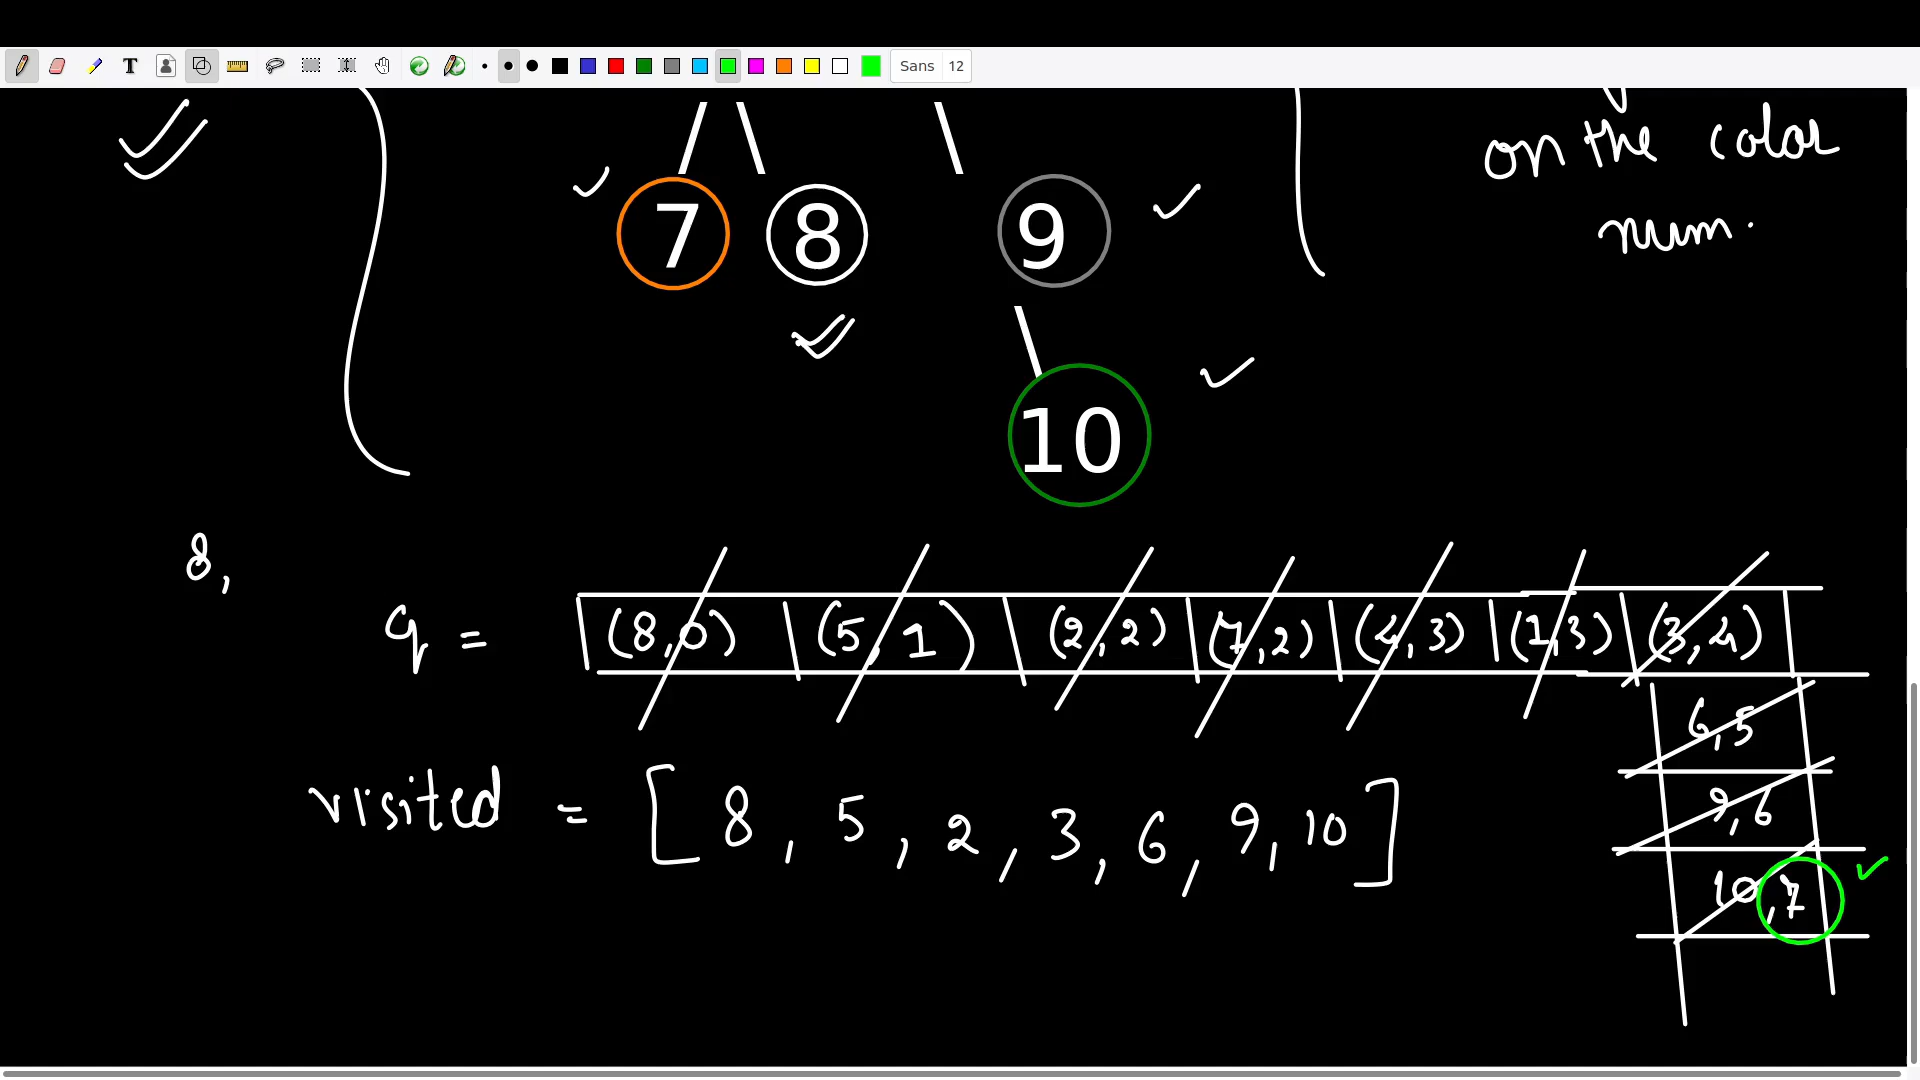 T Sans 12
on the color
num.
7 8 9
10
8,
q = (8,0) (5,1) (2,2) (7,2) (4,3) (1,3) (3,4)
6,5
9,6
10,7
visited = [8, 5, 2, 3, 6, 9, 10]